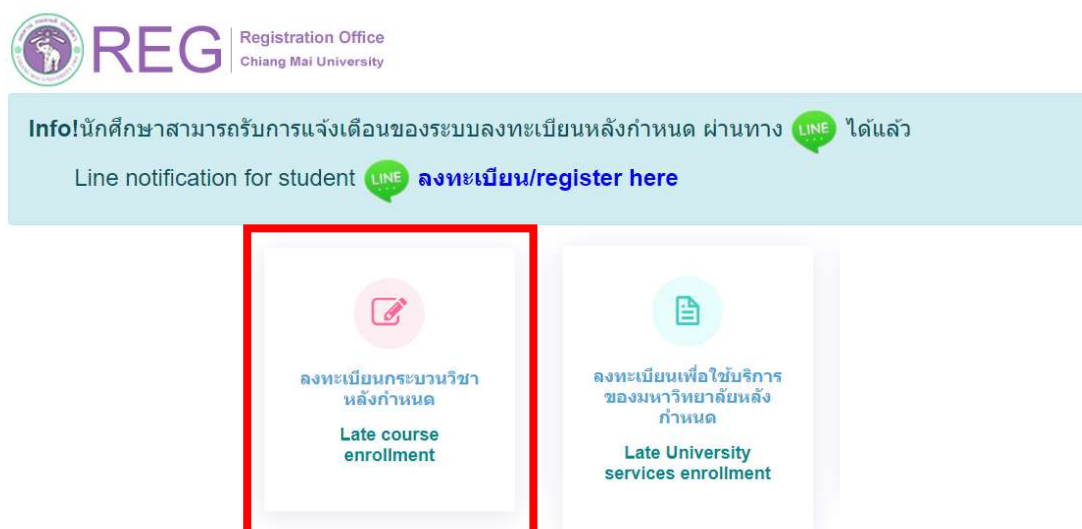 REG
Registration Office
Chiang Mai University
Info!นักศึกษาสามารถรับการแจ้งเตือนของระบบลงทะเบียนหลังกำหนด ผ่านทาง LINE ได้แล้ว
Line notification for student LINE ลงทะเบียน/register here
ลงทะเบียนกระบวนวิชา
หลังกำหนด
Late course
enrollment
ลงทะเบียนเพื่อใช้บริการ
ของมหาวิทยาลัยหลัง
กำหนด
Late University
services enrollment